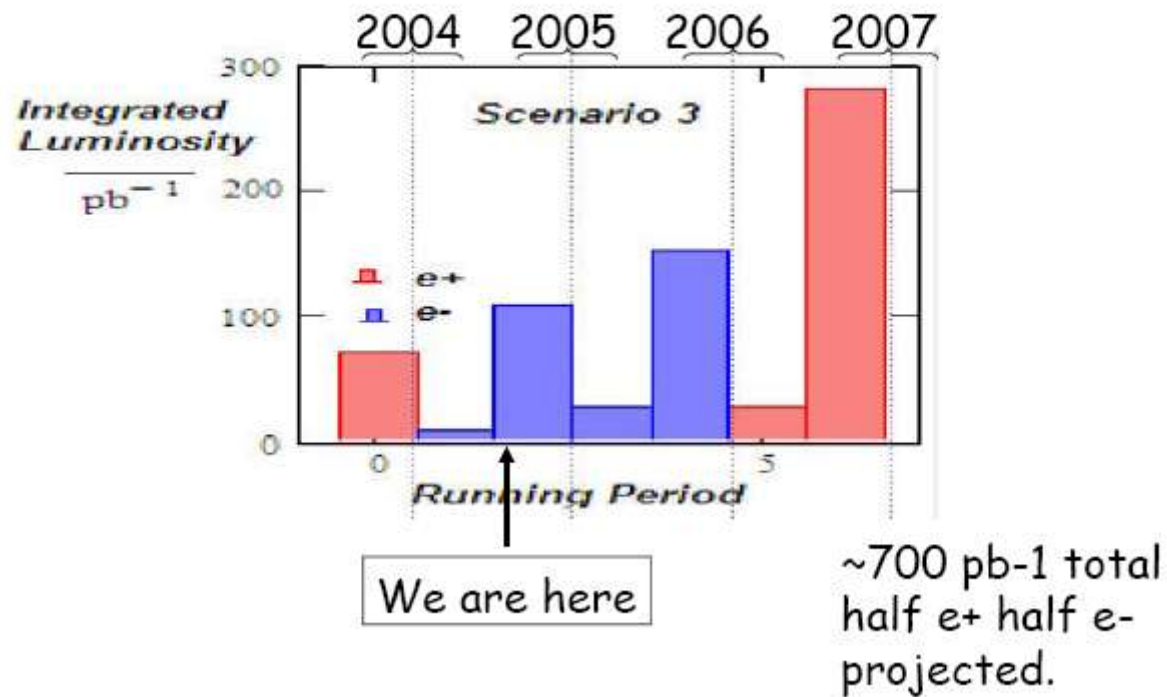 2004 2005 2006 2007
300
Integrated
Luminosity
pb⁻¹
Scenario 3
200
e+
e-
100
0
0 5
Running Period
We are here
~700 pb-1 total
half e+ half e-
projected.